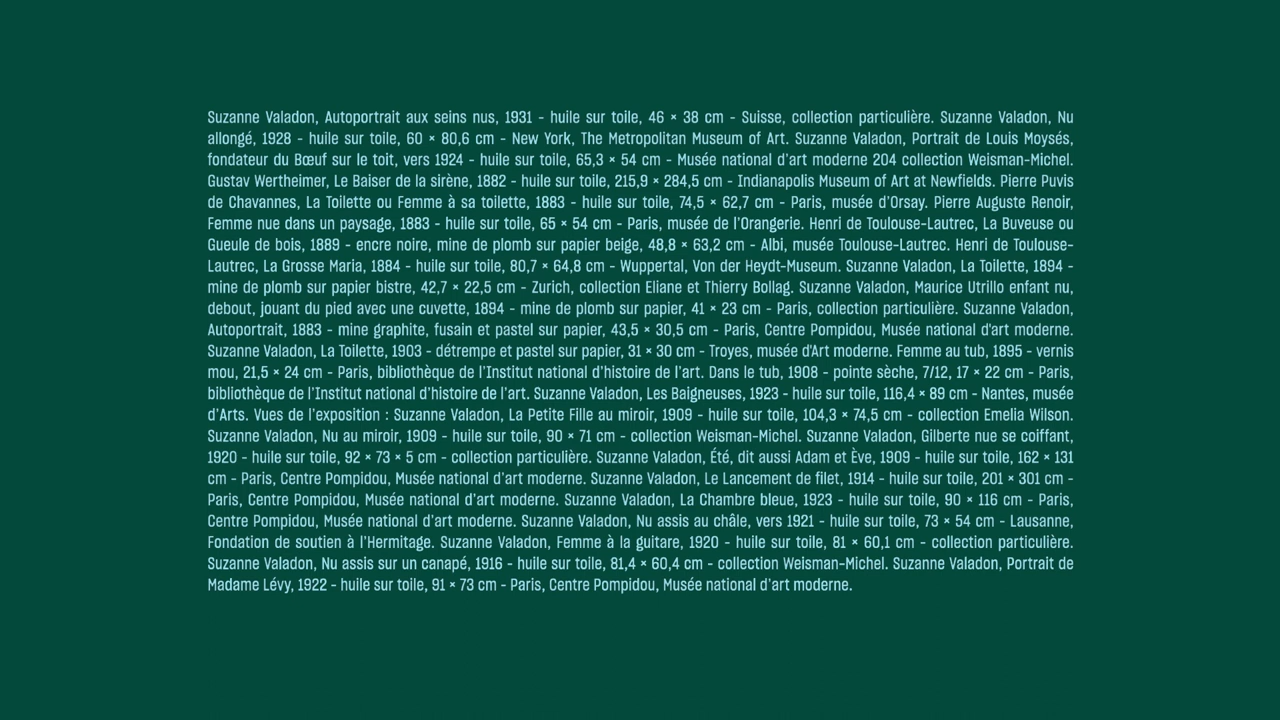 Suzanne Valadon, Autoportrait aux seins nus, 1931 - huile sur toile, 46 × 38 cm - Suisse, collection particulière. Suzanne Valadon, Nu
allongé, 1928 - huile sur toile, 60 × 80,6 cm - New York, The Metropolitan Museum of Art. Suzanne Valadon, Portrait de Louis Moysés,
fondateur du Bœuf sur le toit, vers 1924 - huile sur toile, 65,3 × 54 cm - Musée national d'art moderne 204 collection Weisman-Michel.
Gustav Wertheimer, Le Baiser de la sirène, 1882 - huile sur toile, 215,9 × 284,5 cm - Indianapolis Museum of Art at Newfields. Pierre Puvis
de Chavannes, La Toilette ou Femme à sa toilette, 1883 - huile sur toile, 74,5 × 62,7 cm - Paris, musée d'Orsay. Pierre Auguste Renoir,
Femme nue dans un paysage, 1883 - huile sur toile, 65 × 54 cm - Paris, musée de l'Orangerie. Henri de Toulouse-Lautrec, La Buveuse ou
Gueule de bois, 1889 - encre noire, mine de plomb sur papier beige, 48,8 × 63,2 cm - Albi, musée Toulouse-Lautrec. Henri de Toulouse-
Lautrec, La Grosse Maria, 1884 - huile sur toile, 80,7 × 64,8 cm - Wuppertal, Von der Heydt-Museum. Suzanne Valadon, La Toilette, 1894 -
mine de plomb sur papier bistre, 42,7 × 22,5 cm - Zurich, collection Eliane et Thierry Bollag. Suzanne Valadon, Maurice Utrillo enfant nu,
debout, jouant du pied avec une cuvette, 1894 - mine de plomb sur papier, 41 × 23 cm - Paris, collection particulière. Suzanne Valadon,
Autoportrait, 1883 - mine graphite, fusain et pastel sur papier, 43,5 × 30,5 cm - Paris, Centre Pompidou, Musée national d'art moderne.
Suzanne Valadon, La Toilette, 1903 - détrempe et pastel sur papier, 31 × 30 cm - Troyes, musée d'Art moderne. Femme au tub, 1895 - vernis
mou, 21,5 × 24 cm - Paris, bibliothèque de l'Institut national d'histoire de l'art. Dans le tub, 1908 - pointe sèche, 7/12, 17 × 22 cm - Paris,
bibliothèque de l'Institut national d'histoire de l'art. Suzanne Valadon, Les Baigneuses, 1923 - huile sur toile, 116,4 × 89 cm - Nantes, musée
d'Arts. Vues de l'exposition : Suzanne Valadon, La Petite Fille au miroir, 1909 - huile sur toile, 104,3 × 74,5 cm - collection Emelia Wilson.
Suzanne Valadon, Nu au miroir, 1909 - huile sur toile, 90 × 71 cm - collection Weisman-Michel. Suzanne Valadon, Gilberte nue se coiffant,
1920 - huile sur toile, 92 × 73 × 5 cm - collection particulière. Suzanne Valadon, Été, dit aussi Adam et Ève, 1909 - huile sur toile, 162 × 131
cm - Paris, Centre Pompidou, Musée national d'art moderne. Suzanne Valadon, Le Lancement de filet, 1914 - huile sur toile, 201 × 301 cm -
Paris, Centre Pompidou, Musée national d'art moderne. Suzanne Valadon, La Chambre bleue, 1923 - huile sur toile, 90 × 116 cm - Paris,
Centre Pompidou, Musée national d'art moderne. Suzanne Valadon, Nu assis au châle, vers 1921 - huile sur toile, 73 × 54 cm - Lausanne,
Fondation de soutien à l'Hermitage. Suzanne Valadon, Femme à la guitare, 1920 - huile sur toile, 81 × 60,1 cm - collection particulière.
Suzanne Valadon, Nu assis sur un canapé, 1916 - huile sur toile, 81,4 × 60,4 cm - collection Weisman-Michel. Suzanne Valadon, Portrait de
Madame Lévy, 1922 - huile sur toile, 91 × 73 cm - Paris, Centre Pompidou, Musée national d'art moderne.